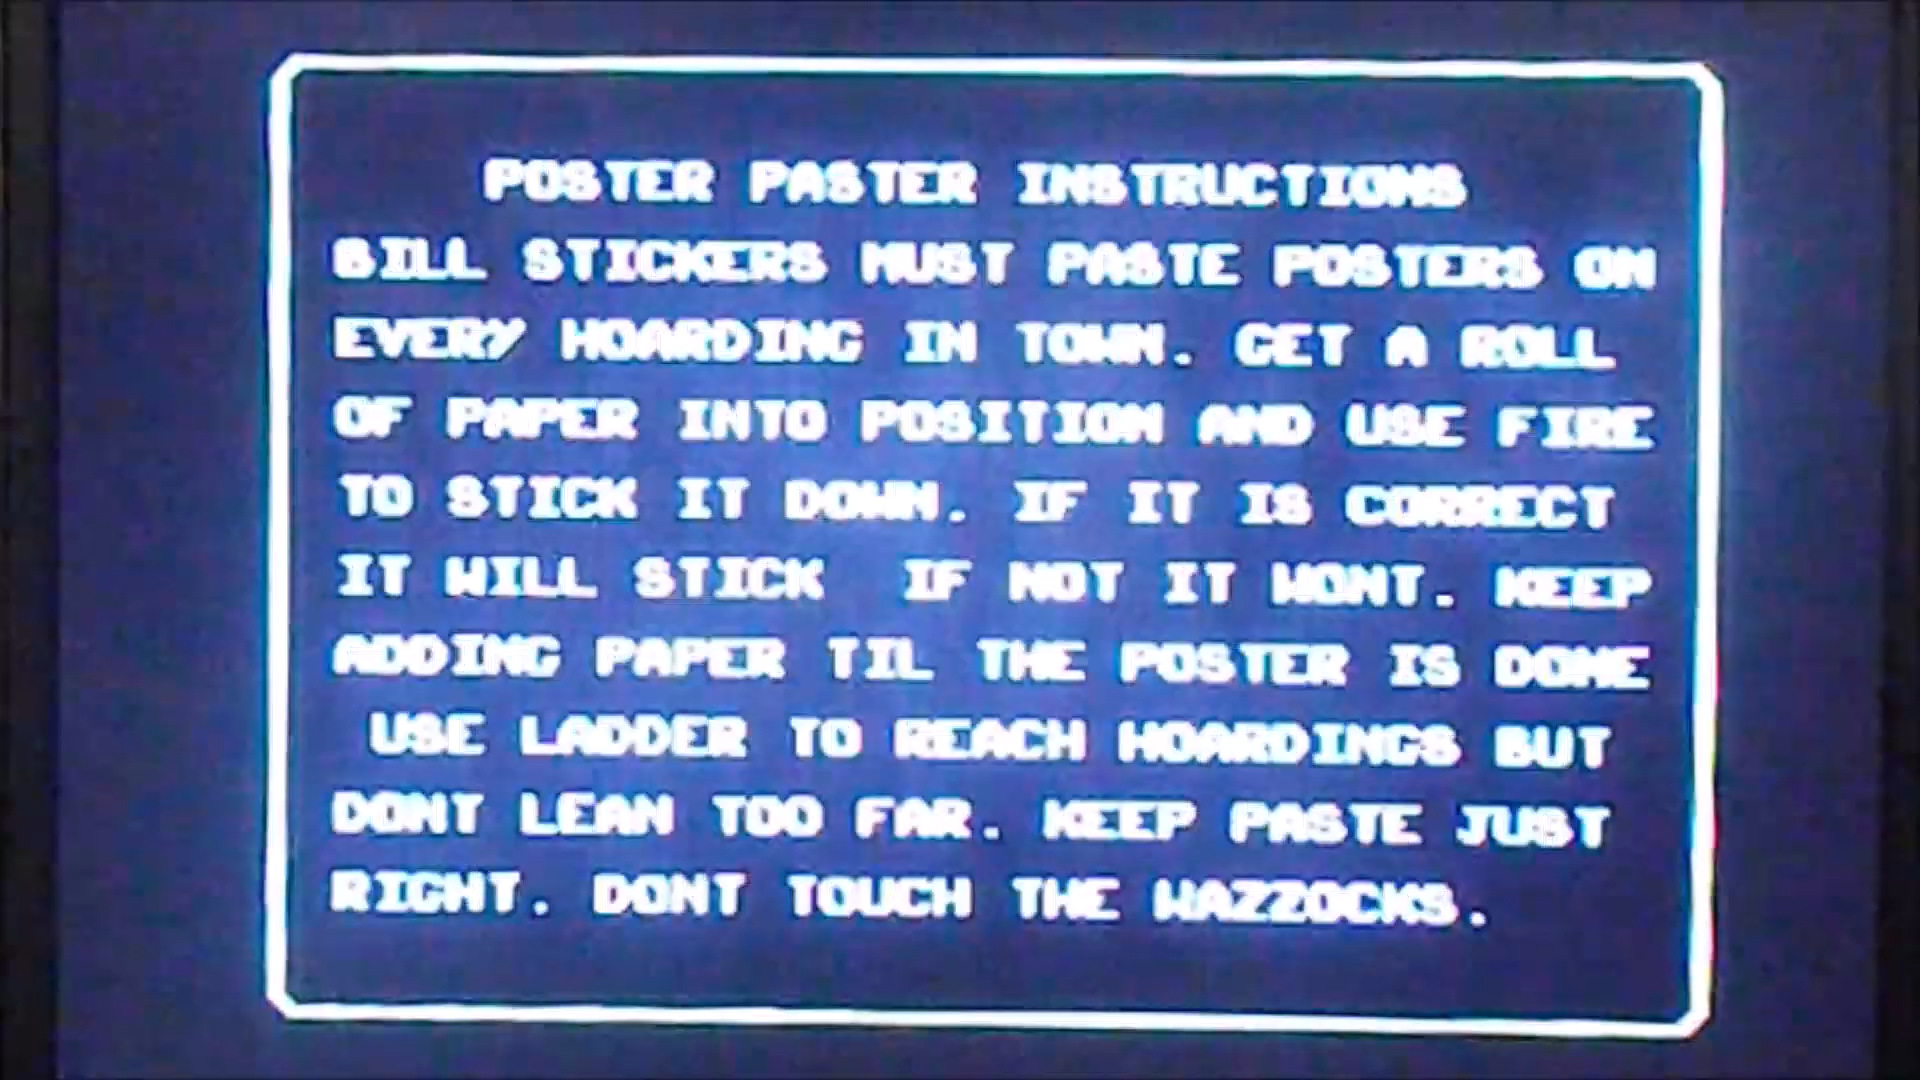 POSTER PASTER INSTRUCTIONS
BILL STICKERS MUST PASTE POSTERS ON
EVERY HOARDING IN TOWN. GET A ROLL
OF PAPER INTO POSITION AND USE FIRE
TO STICK IT DOWN. IF IT IS CORRECT
IT WILL STICK  IF NOT IT WONT. KEEP
ADDING PAPER TIL THE POSTER IS DONE
USE LADDER TO REACH HOARDINGS BUT
DONT LEAN TOO FAR. KEEP PASTE JUST
RIGHT. DONT TOUCH THE WAZZOCKS.